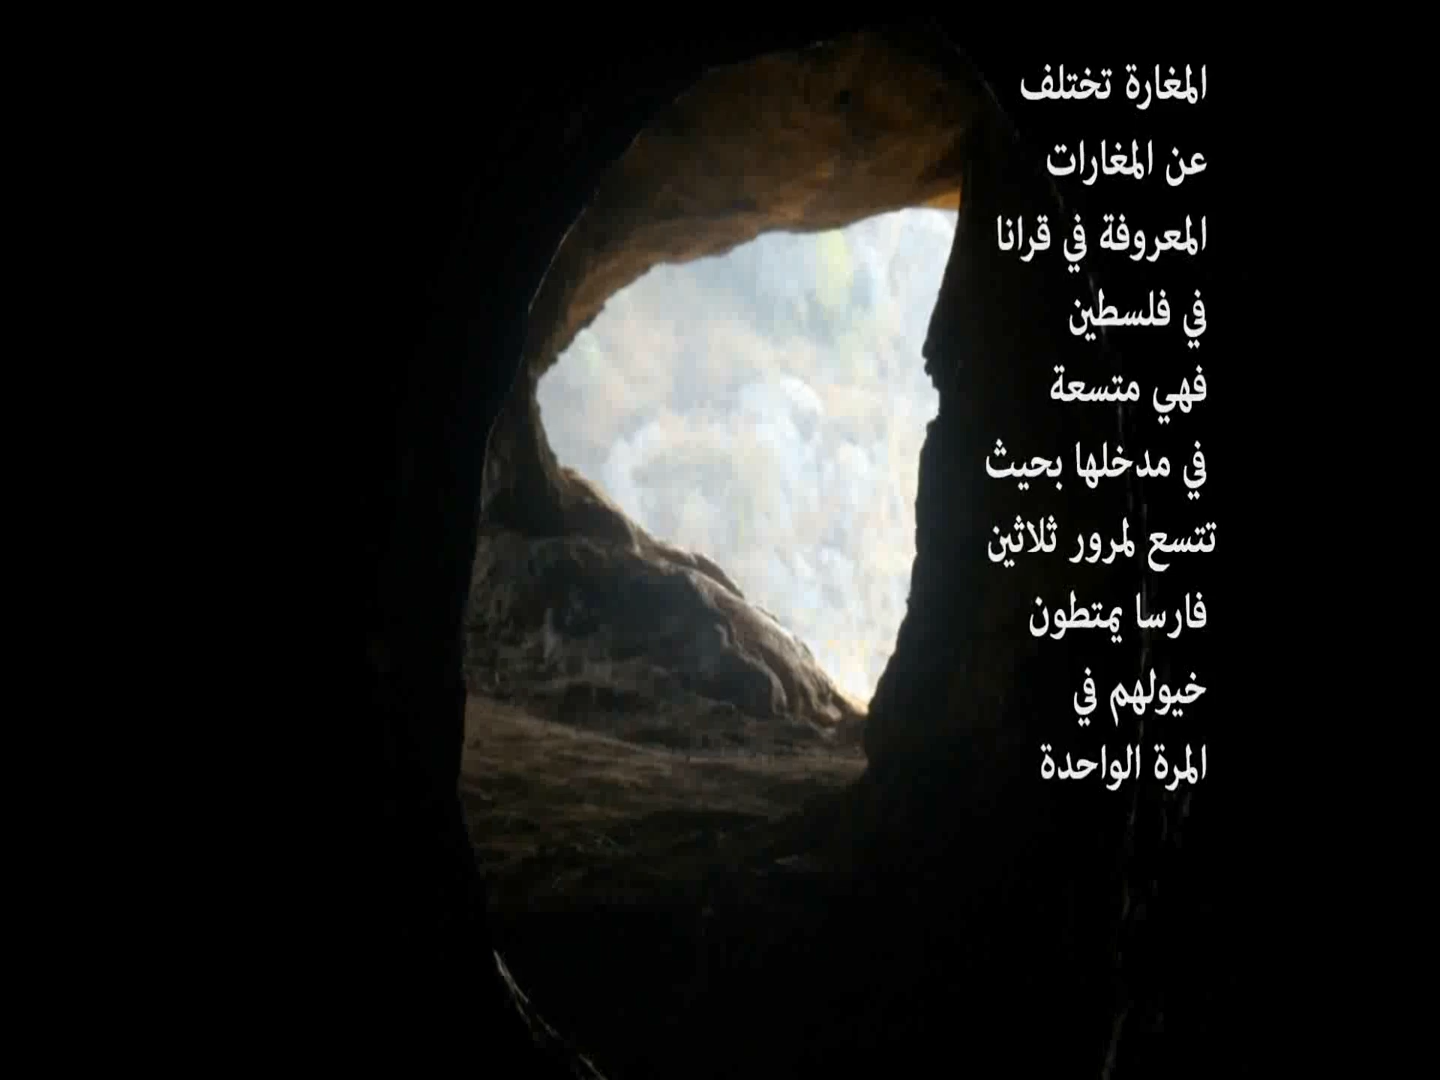 المغارة تختلف
عن المغارات
المعروفة في قرانا
في فلسطين
فهي متسعة
في مدخلها بحيث
تتسع لمرور ثلاثين
فارسا يمتطون
خيولهم في
المرة الواحدة